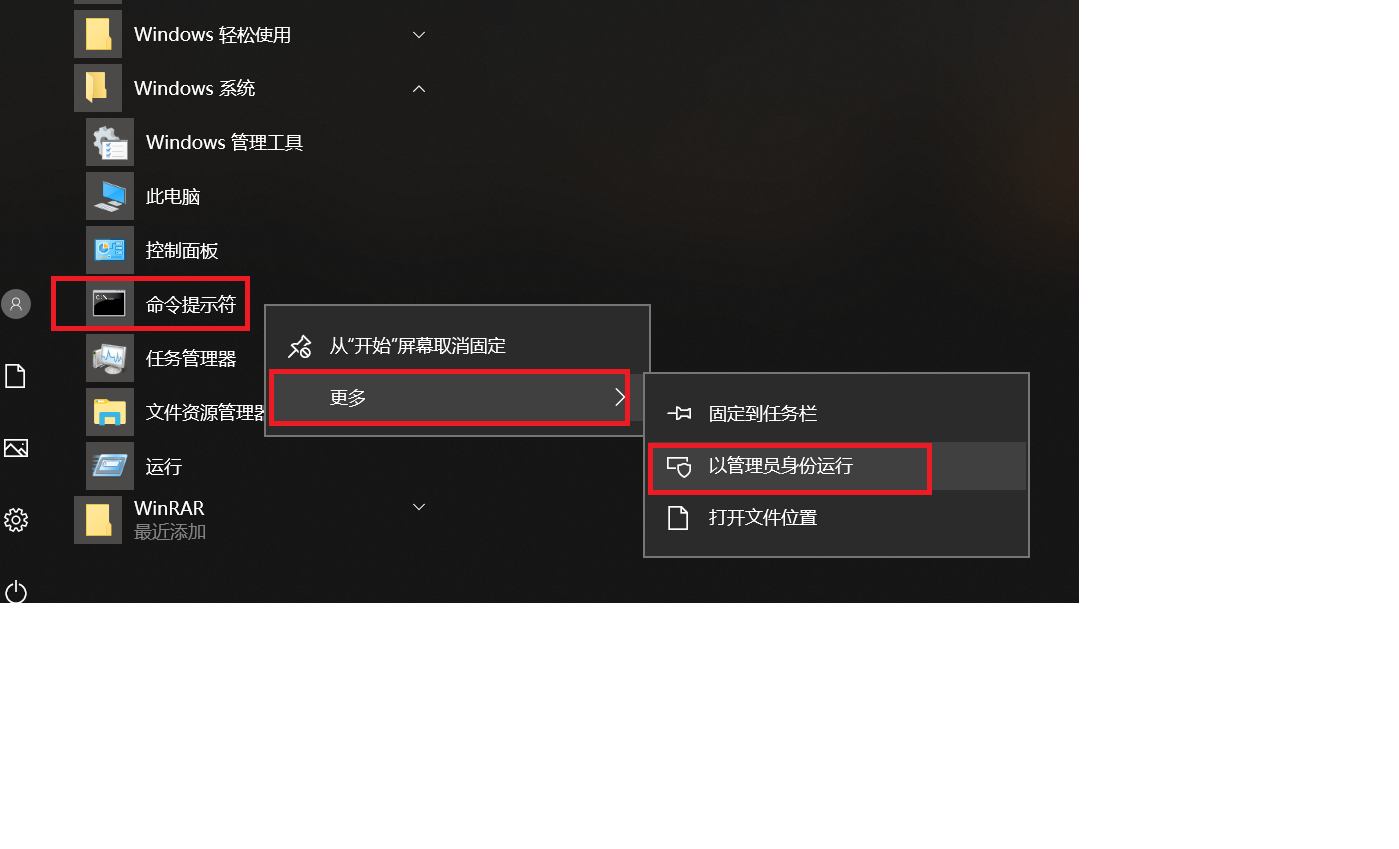 Windows 轻松使用
Windows 系统
Windows 管理工具
此电脑
控制面板
命令提示符
任务管理器
文件资源管理器
运行
WinRAR
最近添加
从“开始”屏幕取消固定
更多
固定到任务栏
以管理员身份运行
打开文件位置